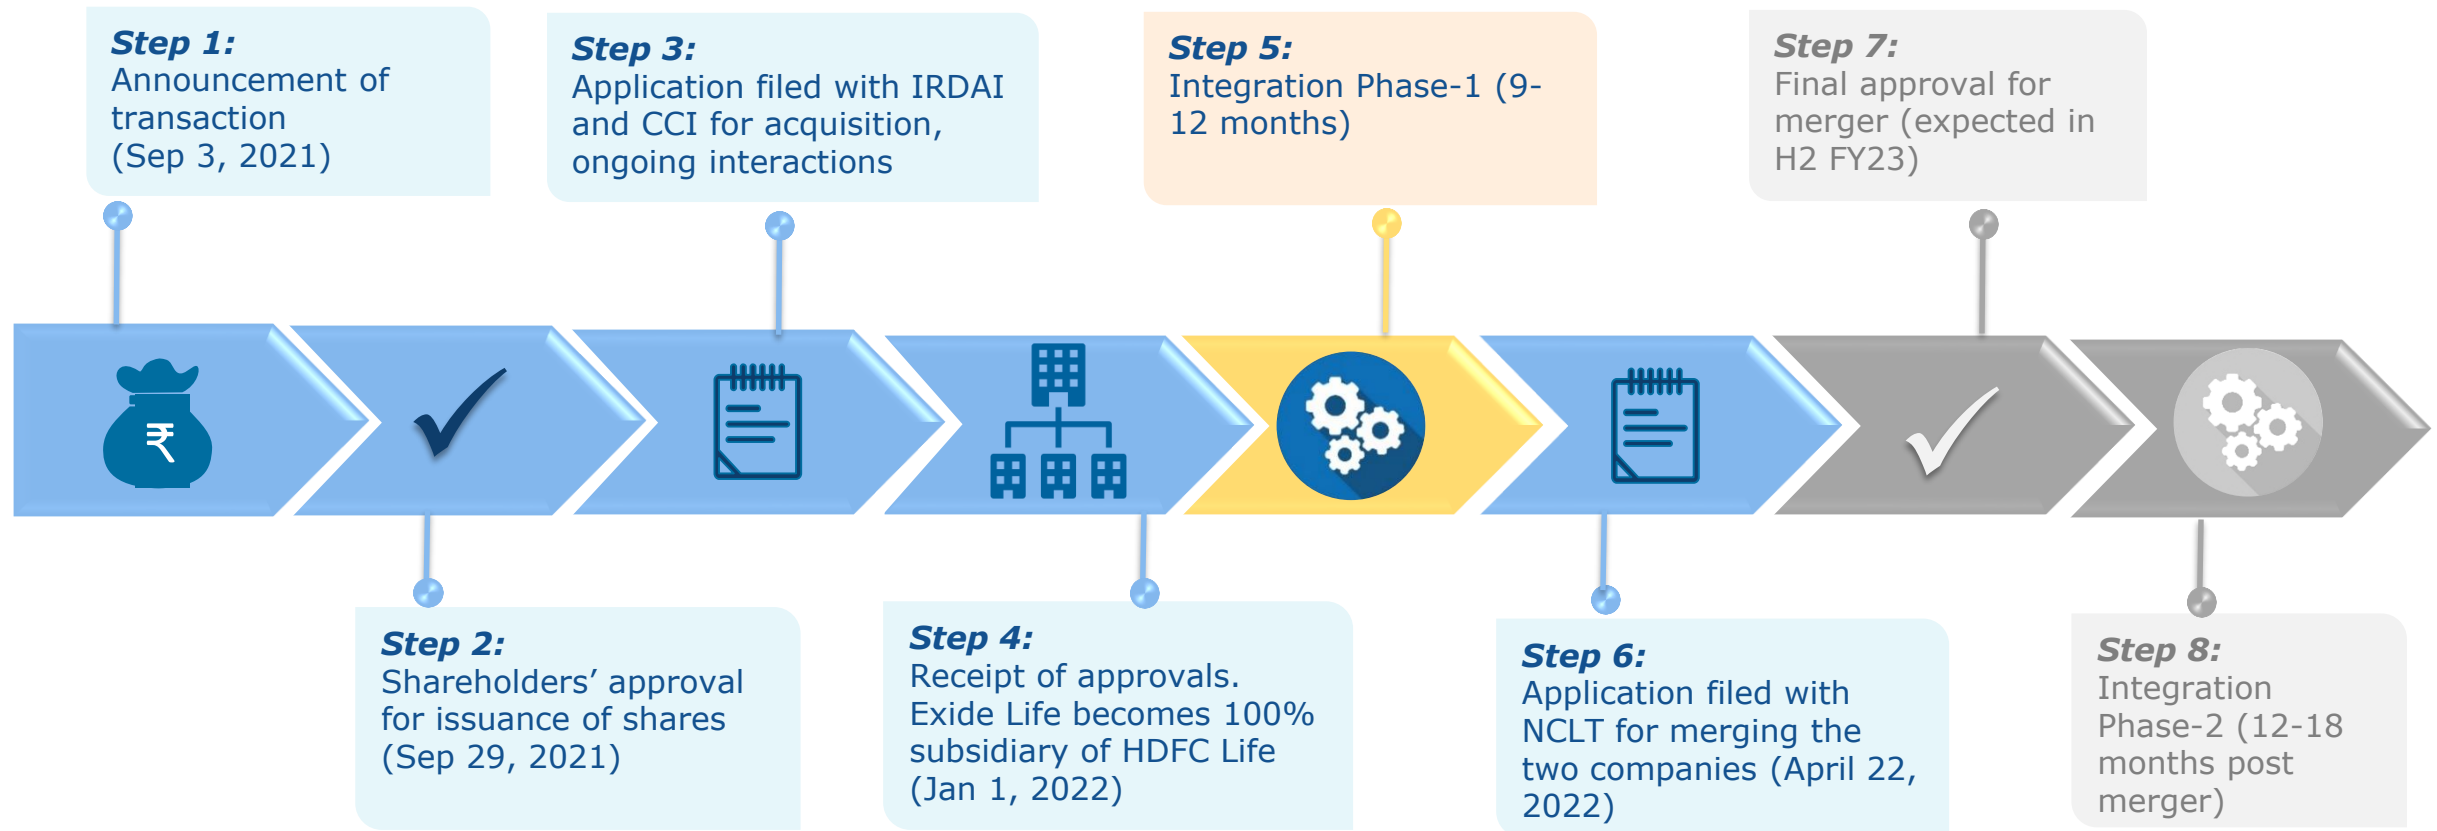 Step 1:
Announcement of
transaction
(Sep 3, 2021)
Step 2:
Shareholders’ approval
for issuance of shares
(Sep 29, 2021)
Step 3:
Application filed with IRDAI
and CCI for acquisition,
ongoing interactions
Step 4:
Receipt of approvals.
Exide Life becomes 100%
subsidiary of HDFC Life
(Jan 1, 2022)
Step 5:
Integration Phase-1 (9-
12 months)
Step 6:
Application filed with
NCLT for merging the
two companies (April 22,
2022)
Step 7:
Final approval for
merger (expected in
H2 FY23)
Step 8:
Integration
Phase-2 (12-18
months post
merger)
₹